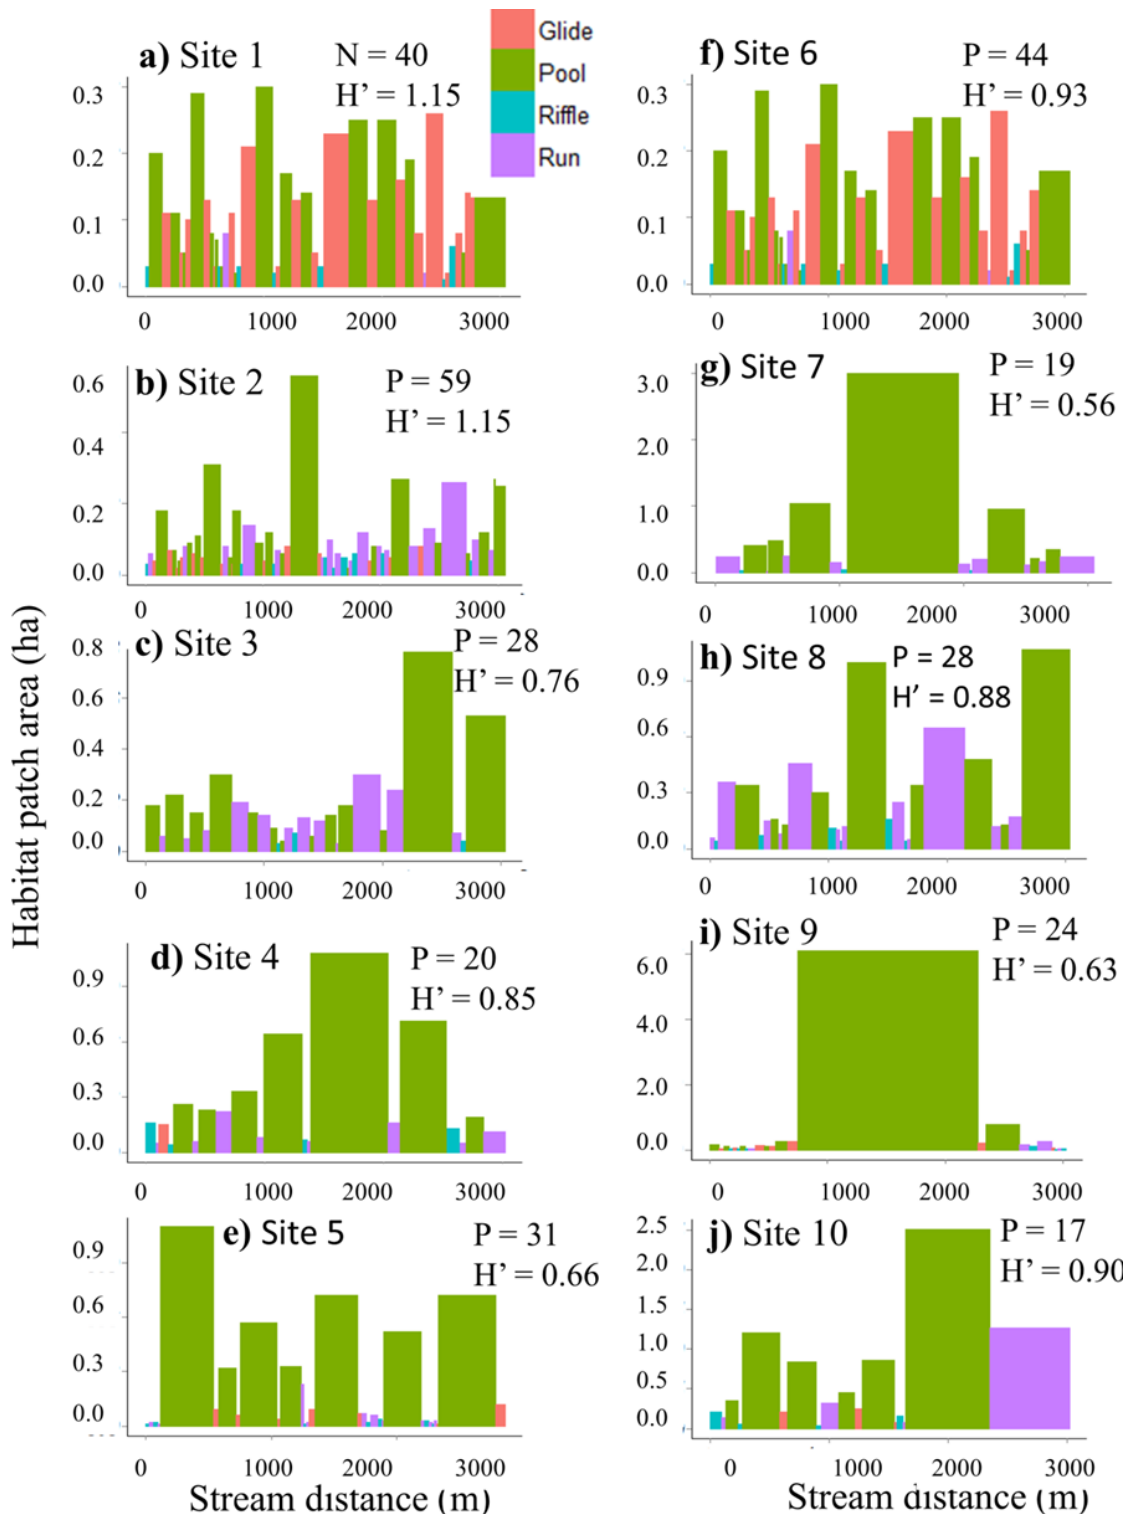 Glide
Pool
Riffle
Run
a) Site 1
N = 40
H' = 1.15
0.3
0.2
0.1
0.0
0 1000 2000 3000
f) Site 6
P = 44
H' = 0.93
0.3
0.2
0.1
0.0
0 1000 2000 3000
b) Site 2
P = 59
H' = 1.15
0.6
0.4
0.2
0.0
0 1000 2000 3000
g) Site 7
P = 19
H' = 0.56
3.0
2.0
1.0
0.0
0 1000 2000 3000
c) Site 3
P = 28
H' = 0.76
0.8
0.6
0.4
0.2
0.0
0 1000 2000 3000
h) Site 8
P = 28
H' = 0.88
0.9
0.6
0.3
0.0
0 1000 2000 3000
d) Site 4
P = 20
H' = 0.85
0.9
0.6
0.3
0.0
0 1000 2000 3000
i) Site 9
P = 24
H' = 0.63
6.0
4.0
2.0
0.0
0 1000 2000 3000
e) Site 5
P = 31
H' = 0.66
0.9
0.6
0.3
0.0
0 1000 2000 3000
j) Site 10
P = 17
H' = 0.90
2.5
2.0
1.5
1.0
0.5
0.0
0 1000 2000 3000
Habitat patch area (ha)
Stream distance (m)
Stream distance (m)